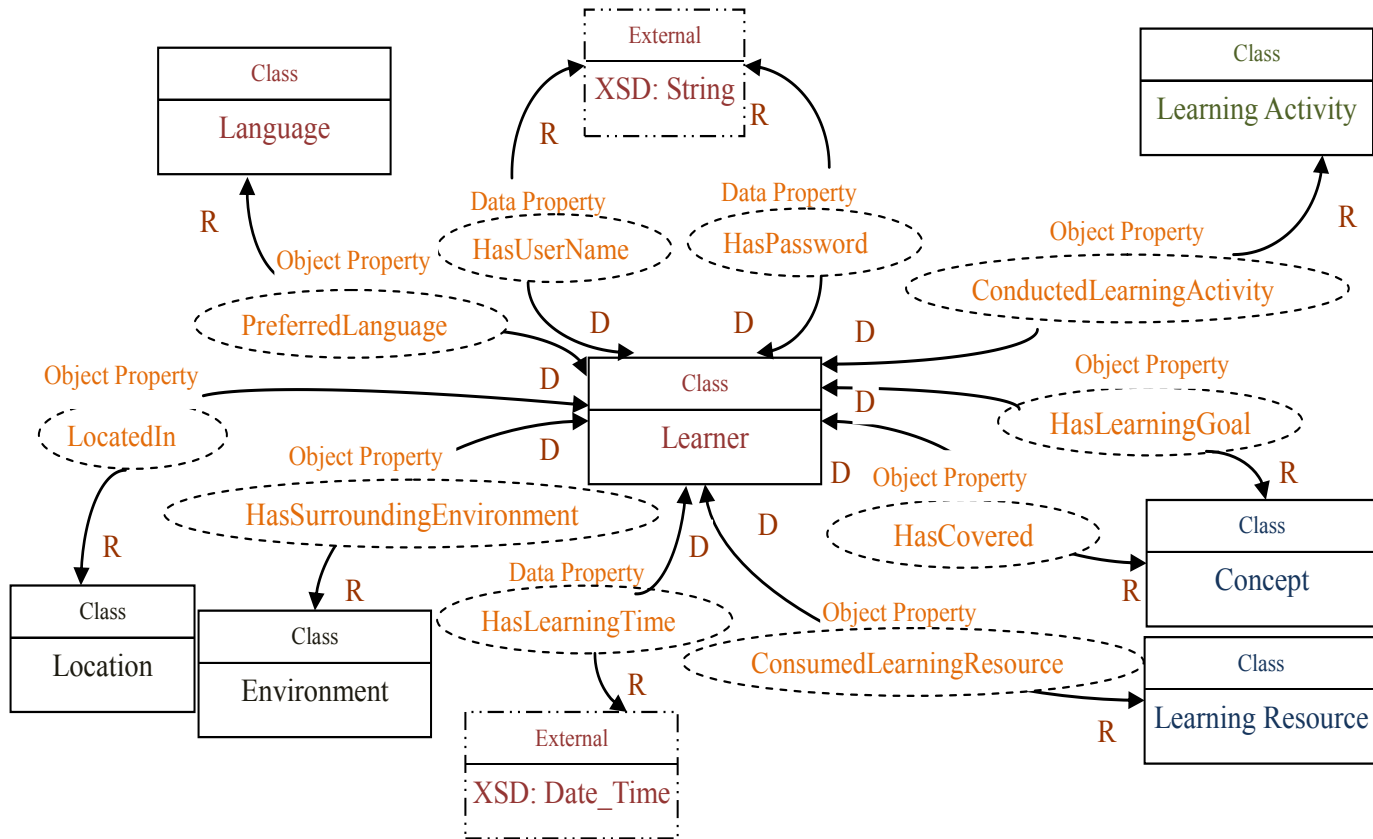 External
XSD: String
Class
Language
Class
Learning Activity
R
R
R
R
Data Property
HasUserName
Data Property
HasPassword
Object Property
PreferredLanguage
Object Property
ConductedLearningActivity
D
D
D
Object Property
LocatedIn
D
Class
Learner
D
Object Property
HasLearningGoal
D
Object Property
HasSurroundingEnvironment
D
Object Property
HasCovered
R
R
R
Class
Location
R
Class
Environment
Data Property
HasLearningTime
D
D
R
Class
Concept
Object Property
ConsumedLearningResource
R
Class
Learning Resource
R
External
XSD: Date_Time